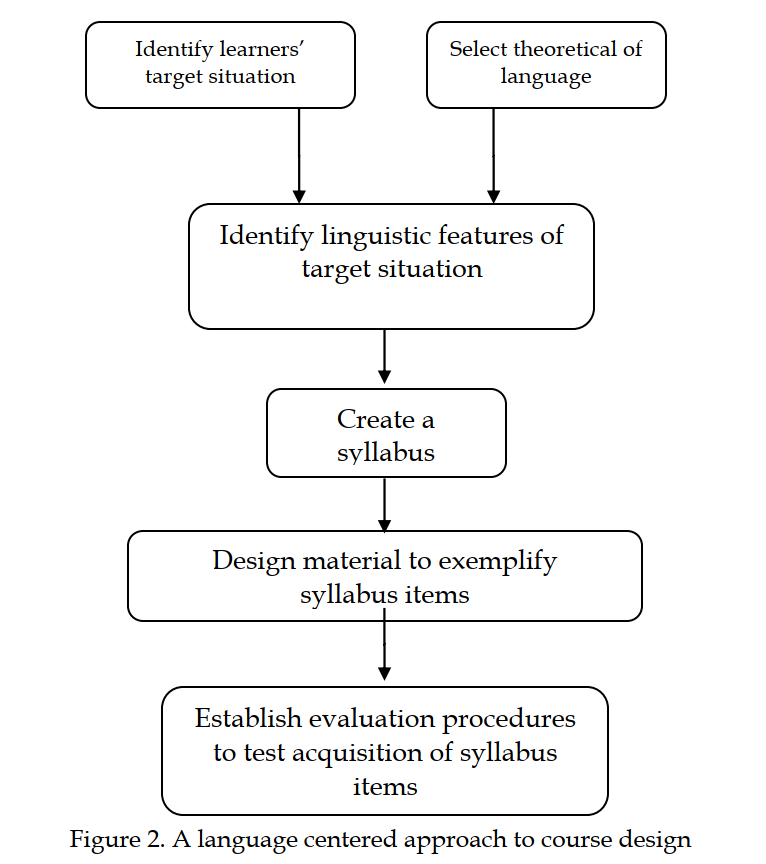 Identify learners’
target situation
Select theoretical of
language
Identify linguistic features of
target situation
Create a
syllabus
Design material to exemplify
syllabus items
Establish evaluation procedures
to test acquisition of syllabus
items
Figure 2. A language centered approach to course design